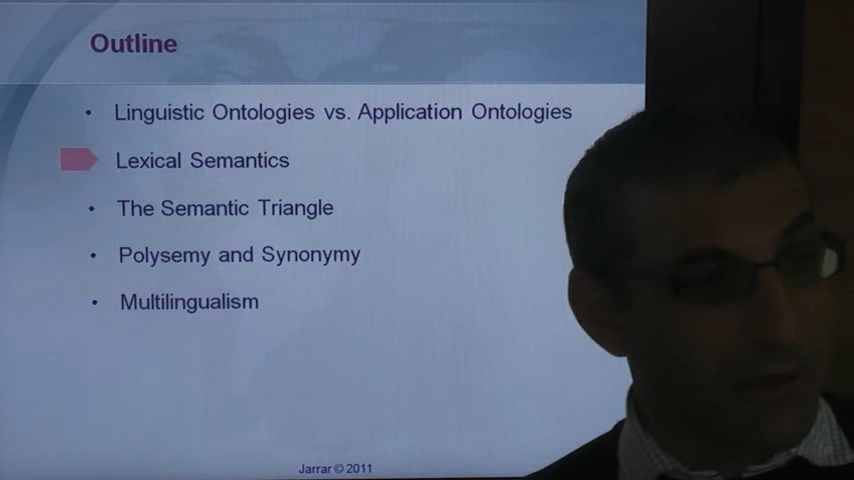 Outline
• Linguistic Ontologies vs. Application Ontologies
Lexical Semantics
• The Semantic Triangle
• Polysemy and Synonymy
• Multilingualism
Jarrar © 2011